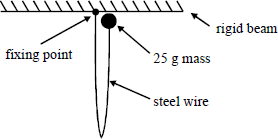 rigid beam
fixing point
25 g mass
steel wire